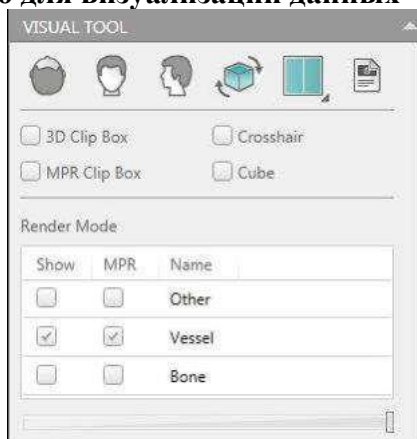 для визуализации данных
VISUAL TOOL
3D Clip Box Crosshair
MPR Clip Box Cube
Render Mode
Show MPR Name
Other
Vessel
Bone